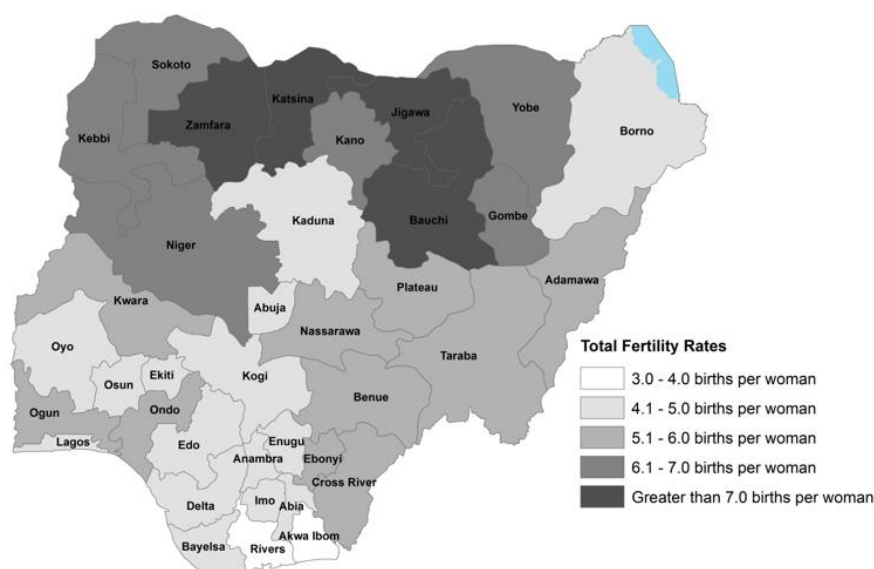 Sokoto
Katsina
Jigawa
Yobe
Zamfara
Kebbi
Kano
Borno
Kaduna
Bauchi
Gombe
Niger
Adamawa
Plateau
Kwara
Abuja
Nassarawa
Oyo
Taraba
Ekiti
Kogi
Osun
Benue
Ogun
Ondo
Lagos
Edo
Enugu
Anambra
Ebonyi
Cross River
Delta
Imo
Abia
Akwa Ibom
Bayelsa
Rivers
Total Fertility Rates
3.0 - 4.0 births per woman
4.1 - 5.0 births per woman
5.1 - 6.0 births per woman
6.1 - 7.0 births per woman
Greater than 7.0 births per woman